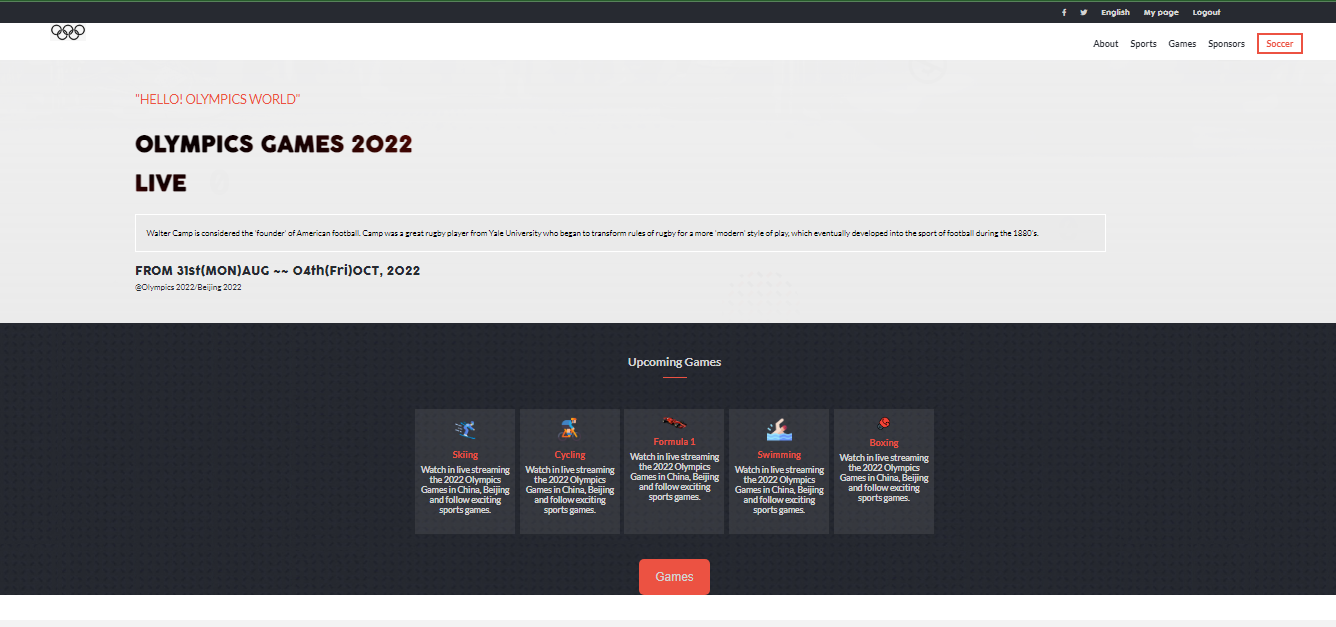 English My page Logout
About Sports Games Sponsors Soccer
"HELLO! OLYMPICS WORLD"
OLYMPICS GAMES 2022
LIVE
Walter Camp is considered the 'founder' of American football. Camp was a great rugby player from Yale University who began to transform rules of rugby for a more 'modern' style of play, which eventually developed into the sport of football during the 1880's.
FROM 31st(MON)AUG ~~ 04th(Fri)OCT, 2022
@Olympics 2022/Beijing 2022
Upcoming Games
Skiing
Watch in live streaming
the 2022 Olympics
Games in China, Beijing
and follow exciting
sports games.
Cycling
Watch in live streaming
the 2022 Olympics
Games in China, Beijing
and follow exciting
sports games.
Formula 1
Watch in live streaming
the 2022 Olympics
Games in China, Beijing
and follow exciting
sports games.
Swimming
Watch in live streaming
the 2022 Olympics
Games in China, Beijing
and follow exciting
sports games.
Boxing
Watch in live streaming
the 2022 Olympics
Games in China, Beijing
and follow exciting
sports games.
Games